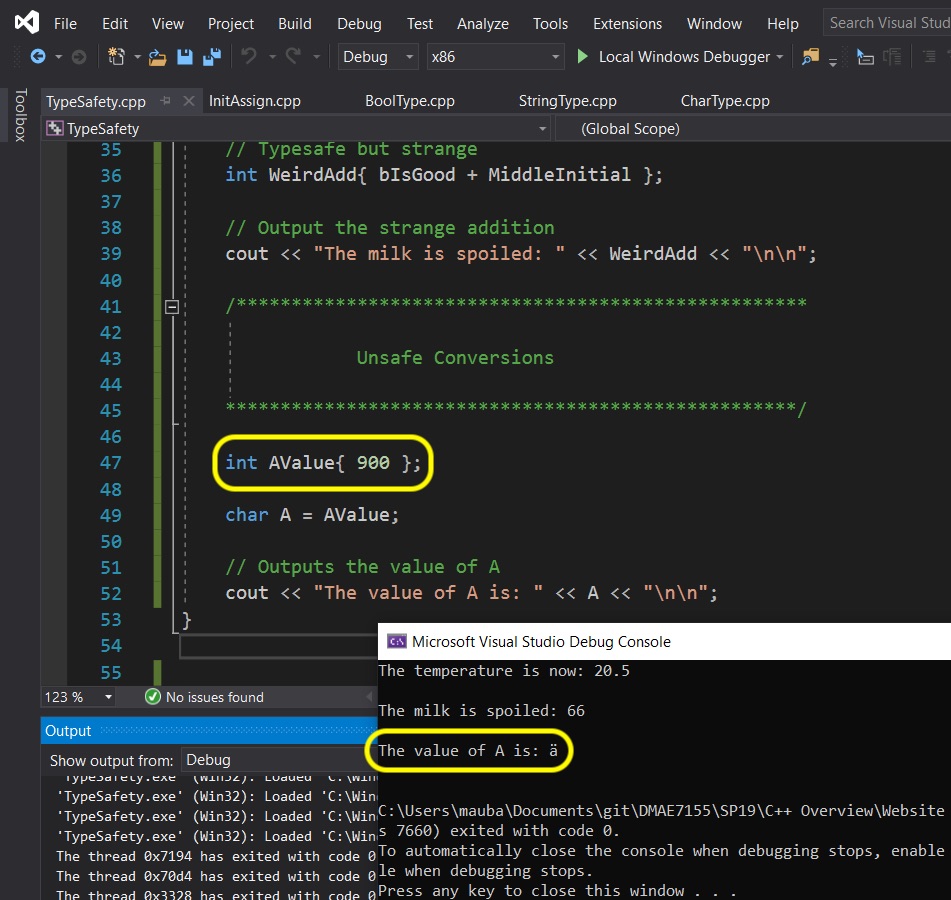 File Edit View Project Build Debug Test Analyze Tools Extensions Window Help Search Visual Stud
Debug x86 Local Windows Debugger
Toolbox
TypeSafety.cpp InitAssign.cpp BoolType.cpp StringType.cpp CharType.cpp
TypeSafety (Global Scope)
35 // Typesafe but strange
36 int WeirdAdd{ bIsGood + MiddleInitial };
37
38 // Output the strange addition
39 cout << "The milk is spoiled: " << WeirdAdd << "\n\n";
40
41 /****************************************************
42
43 Unsafe Conversions
44
45 ****************************************************/
46
47 int AValue{ 900 };
48
49 char A = AValue;
50
51 // Outputs the value of A
52 cout << "The value of A is: " << A << "\n\n";
53 }
54
55
123 % No issues found
Output
Show output from: Debug
'TypeSafety.exe' (Win32): Loaded 'C:\Win
'TypeSafety.exe' (Win32): Loaded 'C:\Win
'TypeSafety.exe' (Win32): Loaded 'C:\Win
'TypeSafety.exe' (Win32): Loaded 'C:\Win
The thread 0x7194 has exited with code 0
The thread 0x70d4 has exited with code 0
The thread 0x3328 has exited with code 0
Microsoft Visual Studio Debug Console
The temperature is now: 20.5
The milk is spoiled: 66
The value of A is: ä
C:\Users\mauba\Documents\git\DMAE7155\SP19\C++ Overview\Website
s 7660) exited with code 0.
To automatically close the console when debugging stops, enable
le when debugging stops.
Press any key to close this window . . .